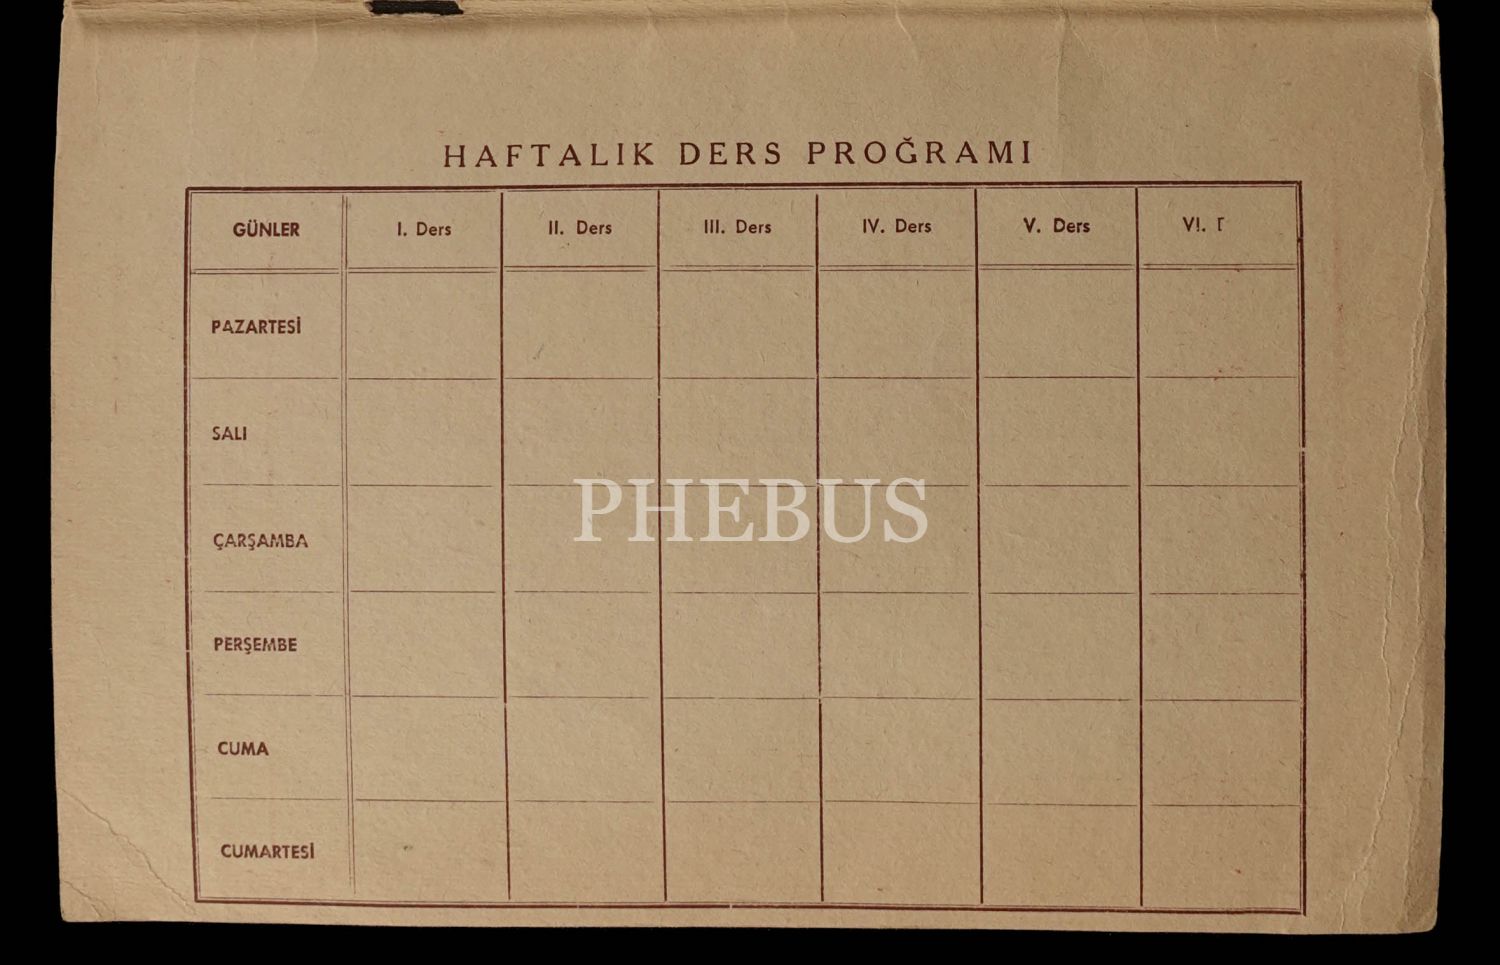 HAFTALIK DERS PROĞRAMI
GÜNLER I. Ders II. Ders III. Ders IV. Ders V. Ders VI.
PAZARTESİ
SALI
PHEBUS
ÇARŞAMBA
PERŞEMBE
CUMA
CUMARTESİ